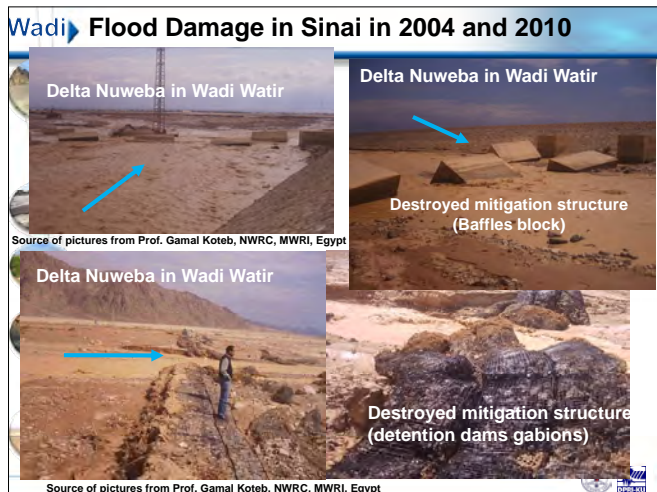 Wadi
Flood Damage in Sinai in 2004 and 2010
Delta Nuweba in Wadi Watir
Delta Nuweba in Wadi Watir
Destroyed mitigation structure
(Baffles block)
Source of pictures from Prof. Gamal Koteb, NWRC, MWRI, Egypt
Delta Nuweba in Wadi Watir
Destroyed mitigation structure
(detention dams gabions)
Source of pictures from Prof. Gamal Koteb, NWRC, MWRI, Egypt
DPRI-KU